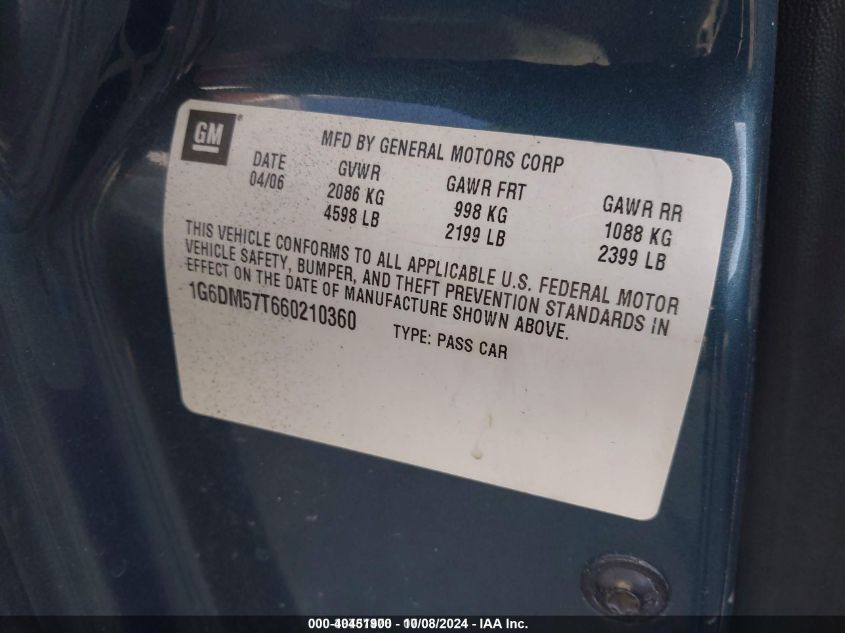 GM
MFD BY GENERAL MOTORS CORP
DATE GVWR GAWR FRT GAWR RR
04/06 2086 KG 998 KG 1088 KG
4598 LB 2199 LB 2399 LB
THIS VEHICLE CONFORMS TO ALL APPLICABLE U.S. FEDERAL MOTOR
VEHICLE SAFETY, BUMPER, AND THEFT PREVENTION STANDARDS IN
EFFECT ON THE DATE OF MANUFACTURE SHOWN ABOVE.
1G6DM57T660210360 TYPE: PASS CAR
10/08/2024 - IAA Inc.